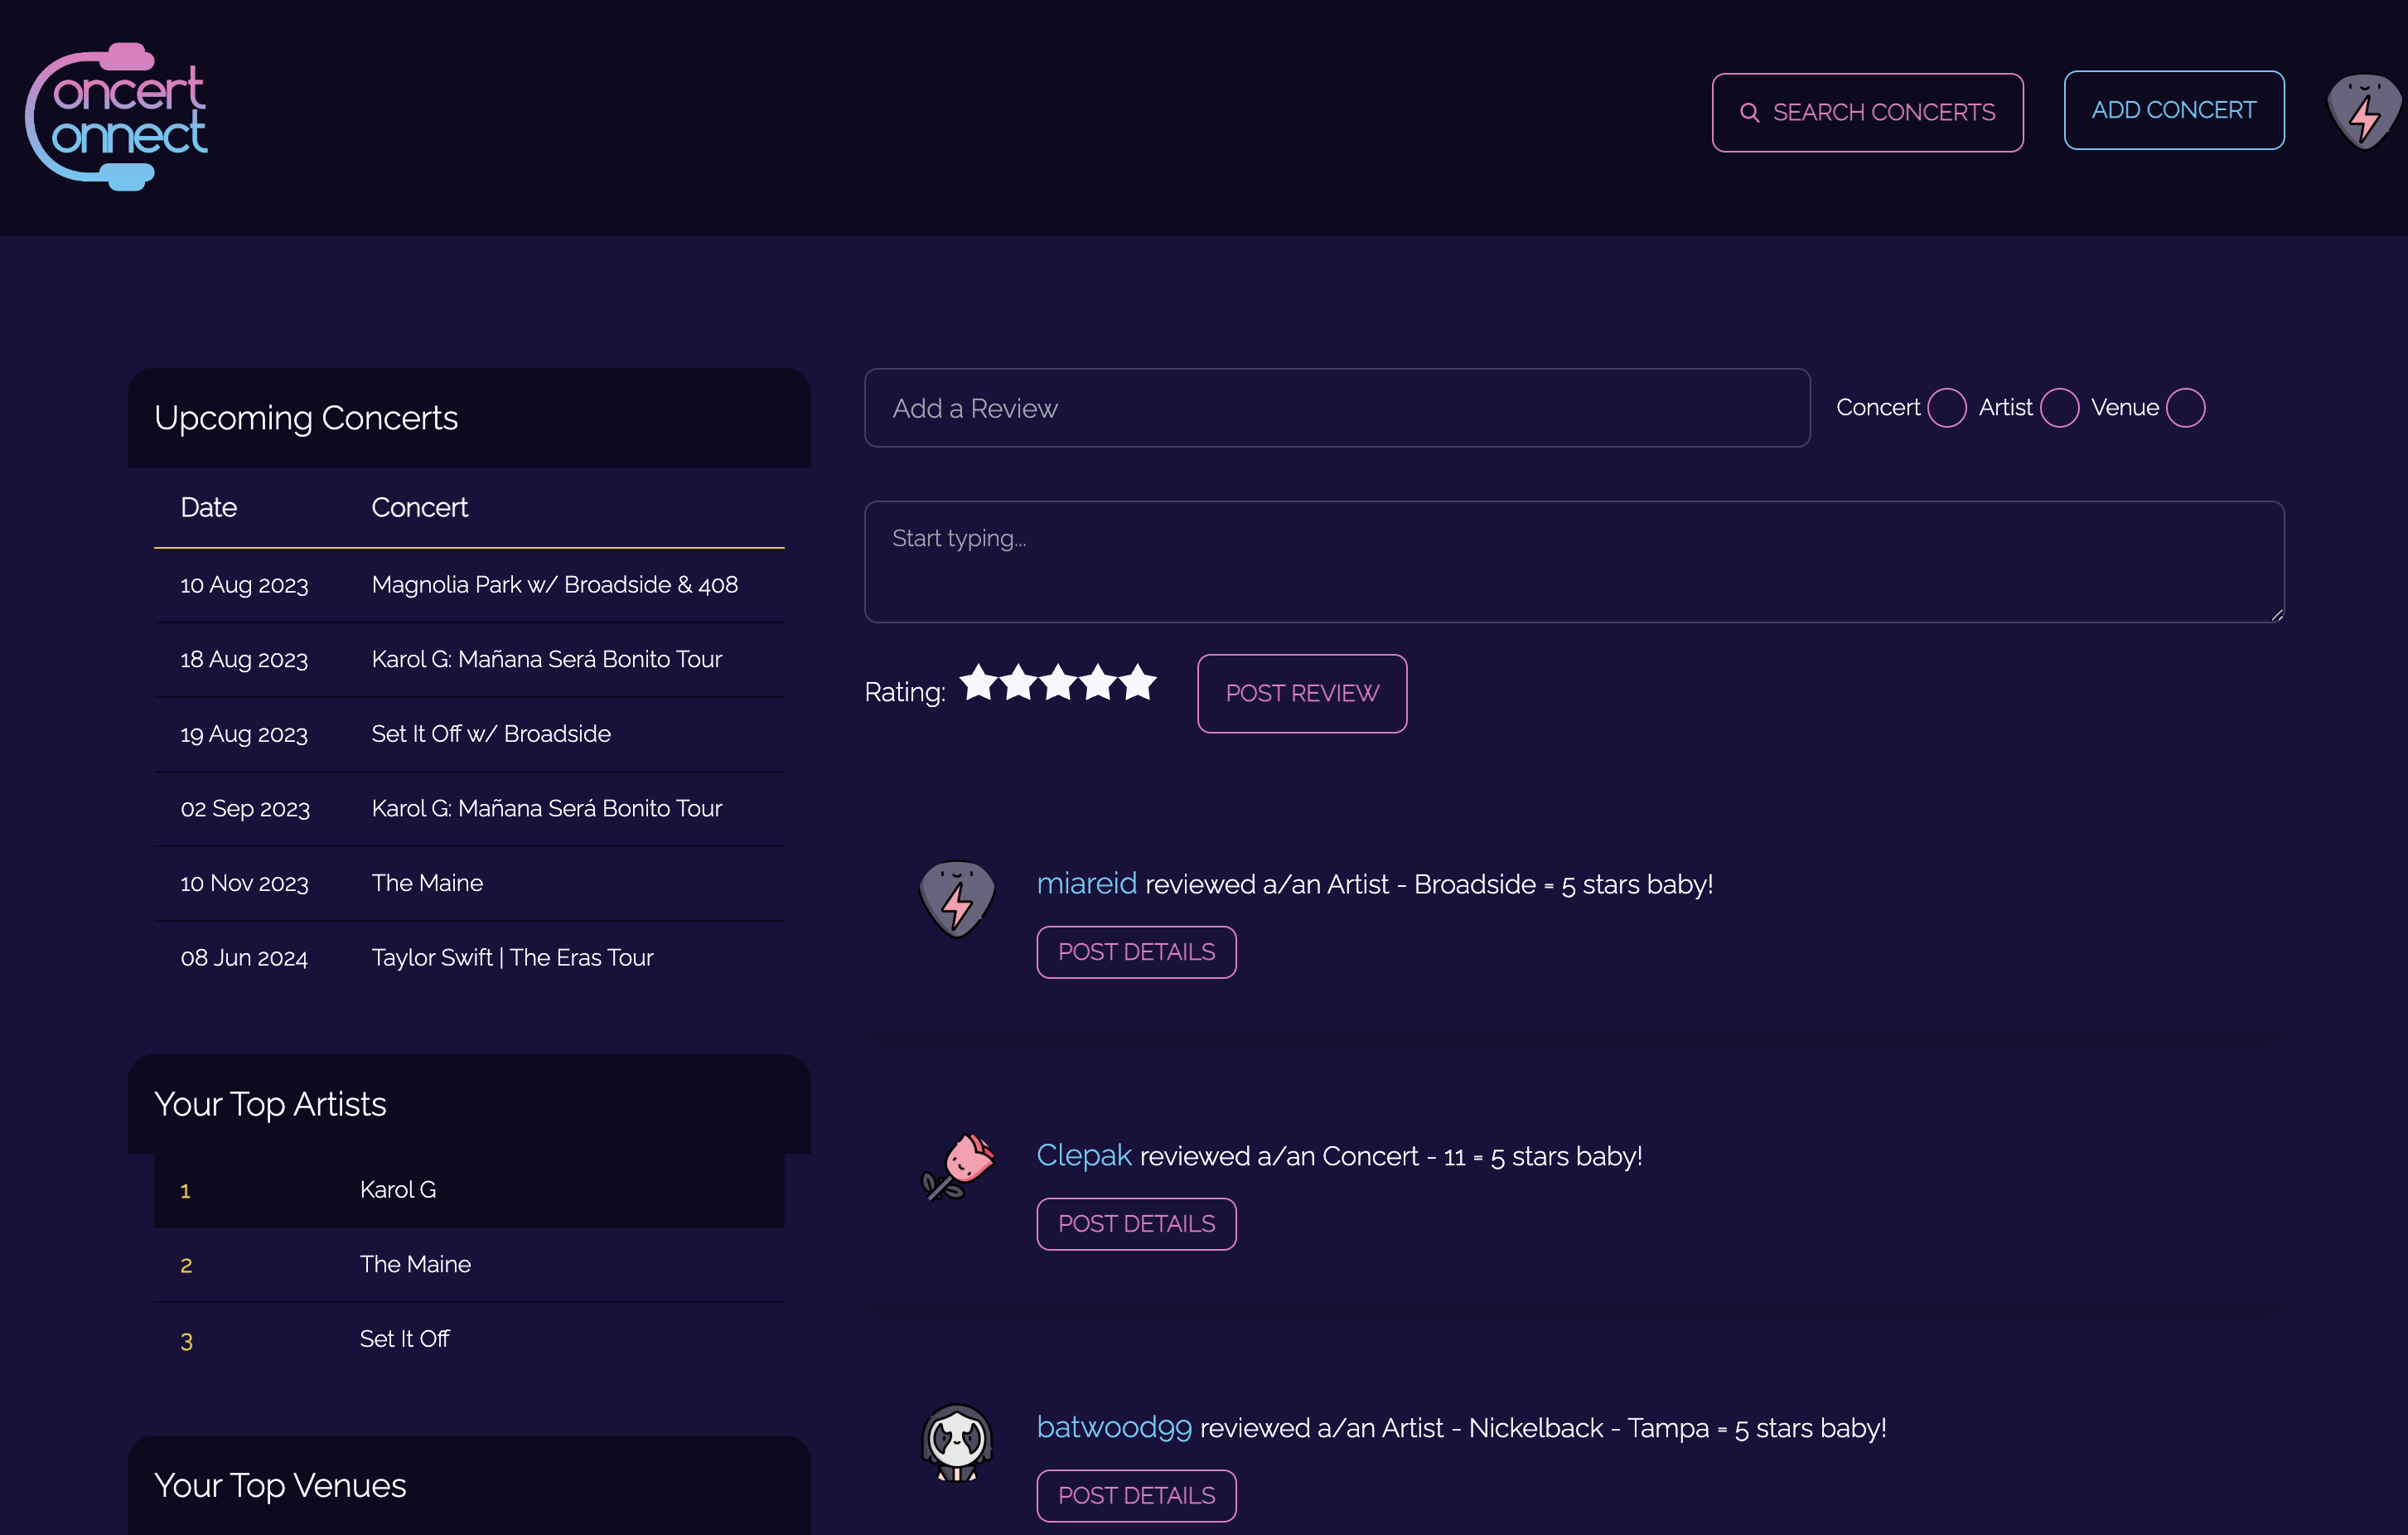 oncert
onnect
SEARCH CONCERTS
ADD CONCERT
Upcoming Concerts
Date Concert
10 Aug 2023 Magnolia Park w/ Broadside & 408
18 Aug 2023 Karol G: Mañana Será Bonito Tour
19 Aug 2023 Set It Off w/ Broadside
02 Sep 2023 Karol G: Mañana Será Bonito Tour
10 Nov 2023 The Maine
08 Jun 2024 Taylor Swift | The Eras Tour
Your Top Artists
1 Karol G
2 The Maine
3 Set It Off
Your Top Venues
Add a Review
Concert Artist Venue
Start typing...
Rating:
POST REVIEW
miareid reviewed a/an Artist - Broadside = 5 stars baby!
POST DETAILS
Clepak reviewed a/an Concert - 11 = 5 stars baby!
POST DETAILS
batwood99 reviewed a/an Artist - Nickelback - Tampa = 5 stars baby!
POST DETAILS